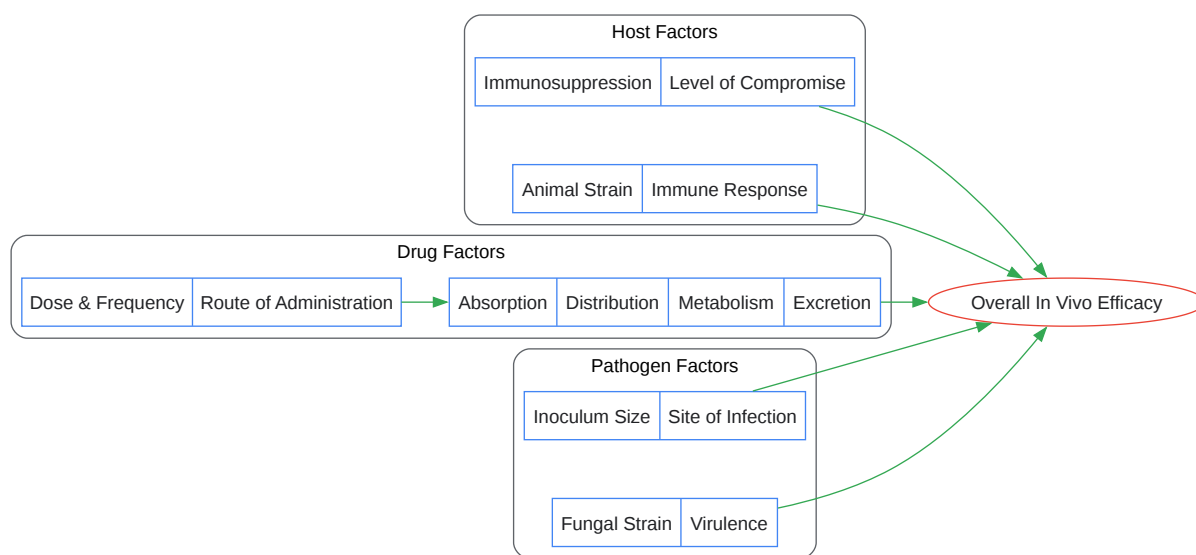 Host Factors
Immunosuppression Level of Compromise
Animal Strain Immune Response
Drug Factors
Dose & Frequency Route of Administration Absorption Distribution Metabolism Excretion Overall In Vivo Efficacy
Pathogen Factors
Inoculum Size Site of Infection
Fungal Strain Virulence